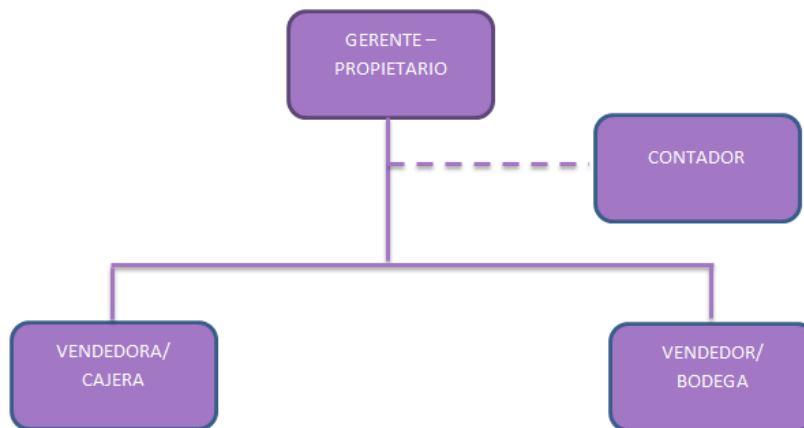 GERENTE –
PROPIETARIO
CONTADOR
VENDEDORA/
CAJERA
VENDEDOR/
BODEGA